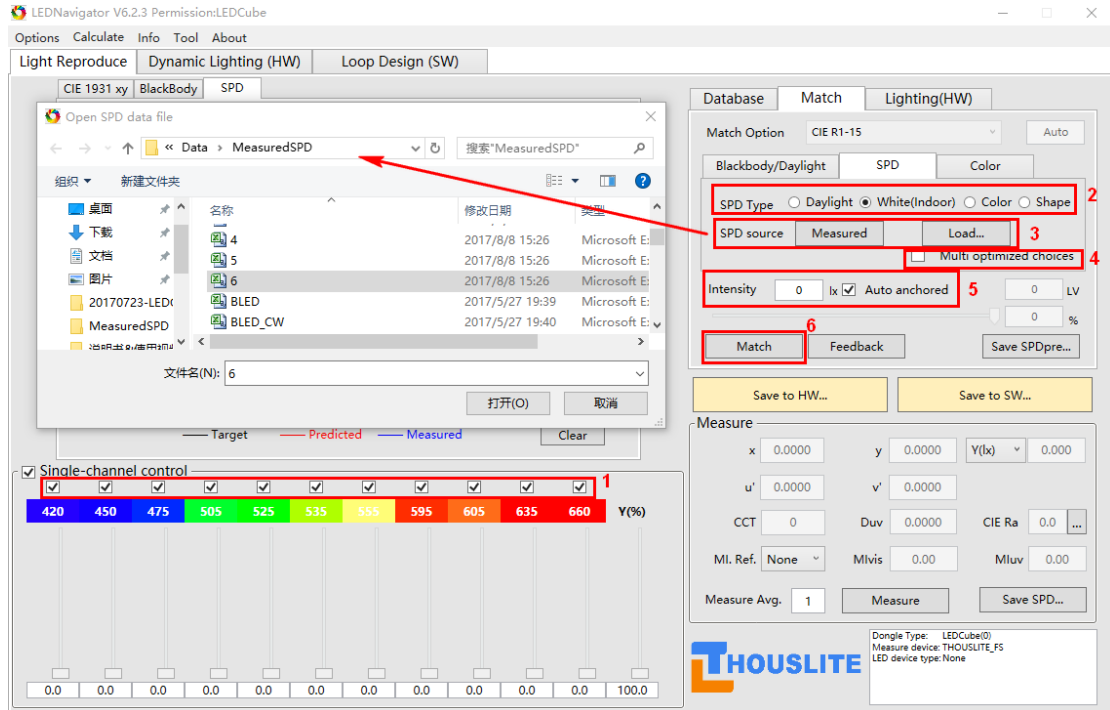 LEDNavigator V6.2.3 Permission:LEDCube
Options Calculate Info Tool About
Light Reproduce Dynamic Lighting (HW) Loop Design (SW)
CIE 1931 xy BlackBody SPD
Open SPD data file
« Data › MeasuredSPD 搜索"MeasuredSPD"
组织 新建文件夹
名称 修改日期 类型
桌面
下载
文档
图片
20170723-LED
MeasuredSPD
说明书&使用视
4 2017/8/8 15:26 Microsoft E
5 2017/8/8 15:26 Microsoft E
6 2017/8/8 15:26 Microsoft E
BLED 2017/5/27 19:39 Microsoft E
BLED_CW 2017/5/27 19:40 Microsoft E
文件名(N): 6
打开(O) 取消
Target Predicted Measured Clear
Database Match Lighting(HW)
Match Option CIE R1-15 Auto
Blackbody/Daylight SPD Color
SPD Type Daylight White(Indoor) Color Shape 2
SPD source Measured Load... 3
Multi optimized choices 4
Intensity 0 lx Auto anchored 5 0 LV
0 %
6
Match Feedback Save SPDpre...
Save to HW... Save to SW...
Measure
x 0.0000 y 0.0000 Y(lx) 0.000
u' 0.0000 v' 0.0000
CCT 0 Duv 0.0000 CIE Ra 0.0 ...
MI. Ref. None MIvis 0.00 MIuv 0.00
Measure Avg. 1 Measure Save SPD...
THOUSLITE
Dongle Type: LEDCube(0)
Measure device: THOUSLITE_FS
LED device type: None
Single-channel control
1
420 450 475 505 525 535 555 595 605 635 660 Y(%)
0.0 0.0 0.0 0.0 0.0 0.0 0.0 0.0 0.0 0.0 0.0 100.0